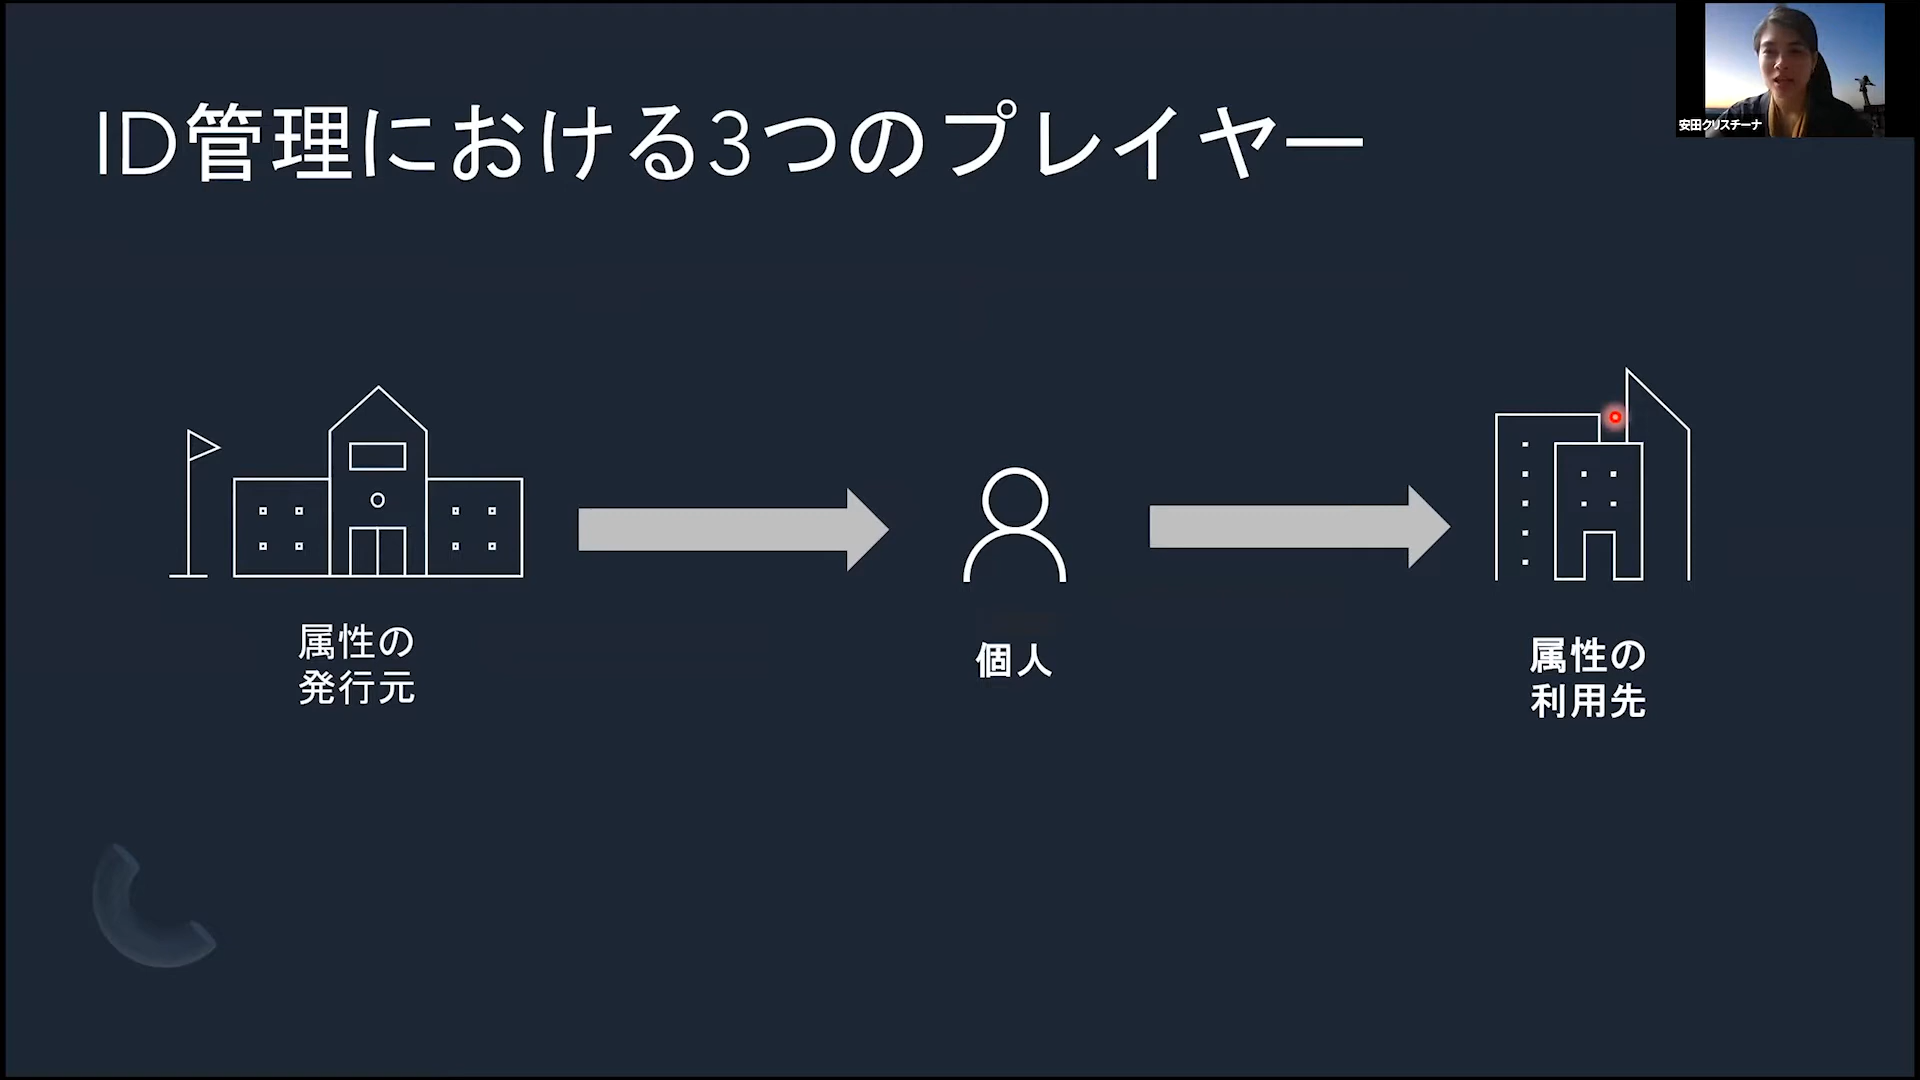 ID管理における3つのプレイヤー
安田クリスチーナ
属性の
発行元
個人
属性の
利用先